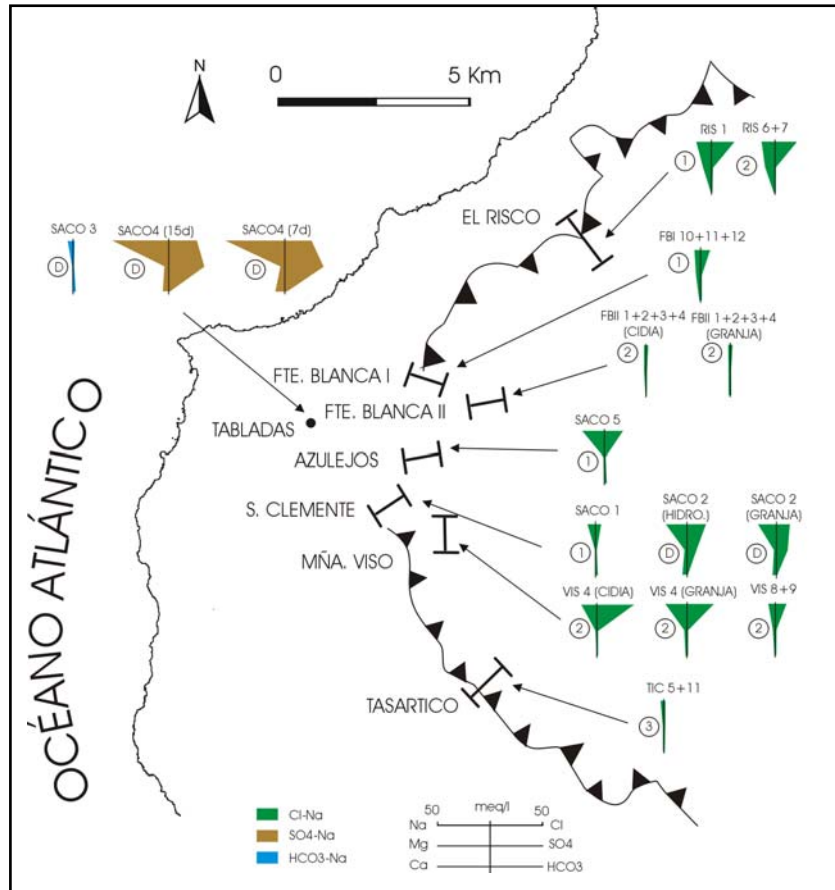 N
0
5 Km
RIS 1
RIS 6+7
1
2
EL RISCO
SACO 3
SACO4 (15d)
SACO4 (7d)
D
D
D
FBI 10+11+12
1
FBII 1+2+3+4
(CIDIA)
FBII 1+2+3+4
(GRANJA)
2
2
FTE. BLANCA I
FTE. BLANCA II
TABLADAS
SACO 5
1
AZULEJOS
S. CLEMENTE
SACO 1
SACO 2
(HIDRO.)
SACO 2
(GRANJA)
1
D
D
MÑA. VISO
VIS 4 (CIDIA)
VIS 4 (GRANJA)
VIS 8+9
2
2
2
OCÉANO ATLÁNTICO
TASARTICO
TIC 5+11
3
Cl-Na
SO4-Na
HCO3-Na
50
meq/l
50
Na
Cl
Mg
SO4
Ca
HCO3